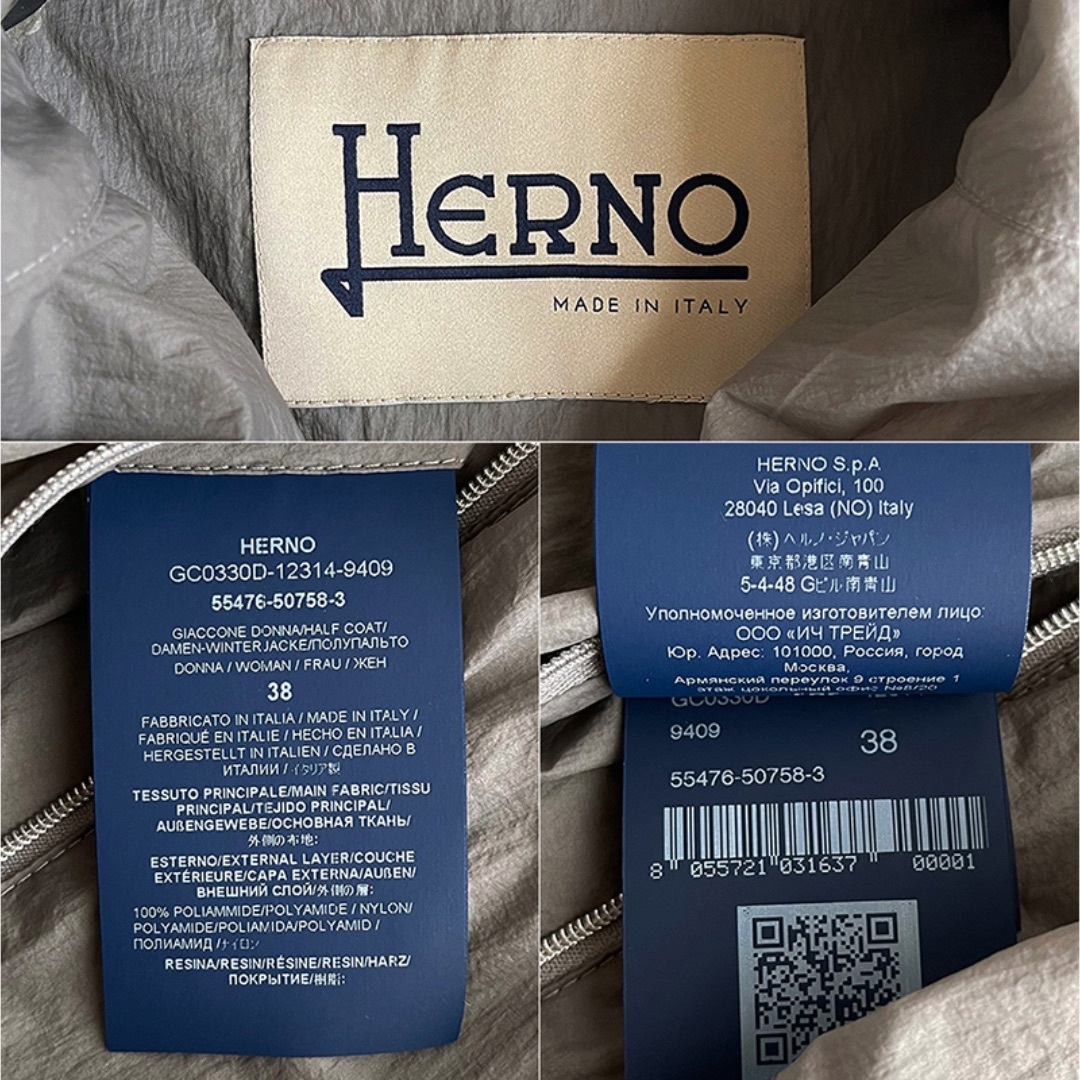 HERNO
MADE IN ITALY
HERNO
GC0330D-12314-9409
55476-50758-3
GIACCONE DONNA/HALF COAT/
DAMEN-WINTERJACKE/ПОЛУПАЛЬТО
DONNA / WOMAN / FRAU / ЖЕН
38
FABBRICATO IN ITALIA / MADE IN ITALY /
FABRIQUÉ EN ITALIE / HECHO EN ITALIA /
HERGESTELLT IN ITALIEN / СДЕЛАНО В
ИТАЛИИ / イタリア製
TESSUTO PRINCIPALE/MAIN FABRIC/TISSU
PRINCIPAL/TEJIDO PRINCIPAL/
AUßENGEWEBE/ОСНОВНАЯ ТКАНЬ/
外側の布地:
ESTERNO/EXTERNAL LAYER/COUCHE
EXTÉRIEURE/CAPA EXTERNA/AUßEN/
ВНЕШНИЙ СЛОЙ/外側の層:
100% POLIAMMIDE/POLYAMIDE / NYLON/
POLYAMIDE/POLIAMIDA/POLYAMID /
ПОЛИАМИД /ナイロン
RESINA/RESIN/RÉSINE/RESIN/HARZ/
ПОКРЫТИЕ/樹脂:
HERNO S.p.A
Via Opifici, 100
28040 Lesa (NO) Italy
(株) ヘルノ・ジャパン
東京都港区南青山
5-4-48 Gビル南青山
Уполномоченное изготовителем лицо:
ООО «ИЧ ТРЕЙД»
Юр. Адрес: 101000, Россия, город
Москва,
Армянский переулок 9 строение 1
этаж цокольный офис №8/20
GC0330D
9409
38
55476-50758-3
8 055721 031637 00001